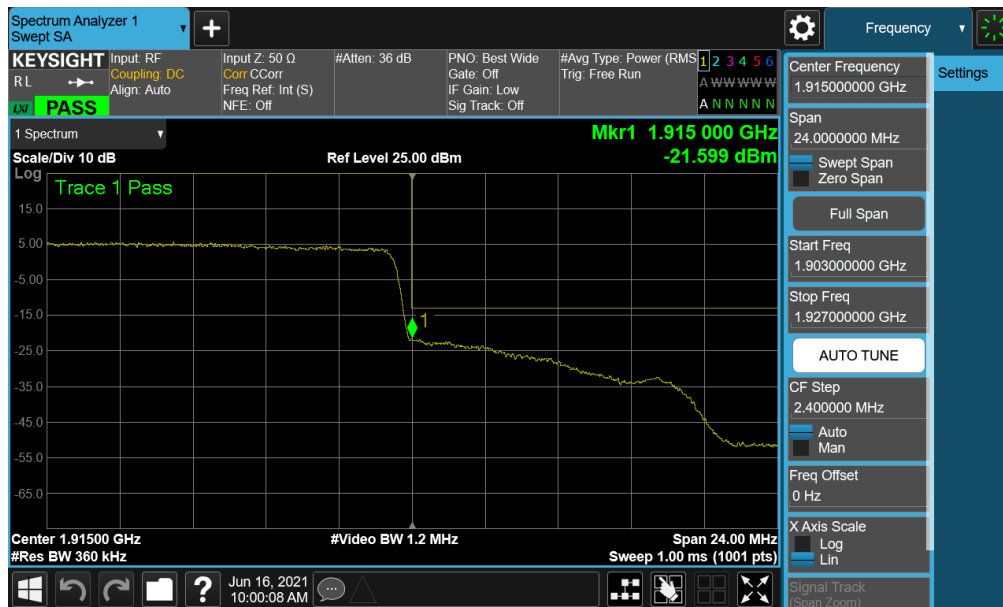 Spectrum Analyzer 1
Swept SA
+
Frequency
KEYSIGHT
RL
LXI
PASS
Input: RF
Coupling: DC
Align: Auto
Input Z: 50 Ω
Corr CCorr
Freq Ref: Int (S)
NFE: Off
#Atten: 36 dB
PNO: Best Wide
Gate: Off
IF Gain: Low
Sig Track: Off
#Avg Type: Power (RMS
Trig: Free Run
1 2 3 4 5 6
A W W W W W
A N N N N N
1 Spectrum
Scale/Div 10 dB
Ref Level 25.00 dBm
Mkr1 1.915 000 GHz
-21.599 dBm
Log
Trace 1 Pass
15.0
5.00
-5.00
-15.0
-25.0
-35.0
-45.0
-55.0
-65.0
1
Center 1.91500 GHz
#Res BW 360 kHz
#Video BW 1.2 MHz
Span 24.00 MHz
Sweep 1.00 ms (1001 pts)
Center Frequency
1.915000000 GHz
Span
24.0000000 MHz
Swept Span
Zero Span
Full Span
Start Freq
1.903000000 GHz
Stop Freq
1.927000000 GHz
AUTO TUNE
CF Step
2.400000 MHz
Auto
Man
Freq Offset
0 Hz
X Axis Scale
Log
Lin
Signal Track
(Span Zoom)
Settings
?
Jun 16, 2021
10:00:08 AM